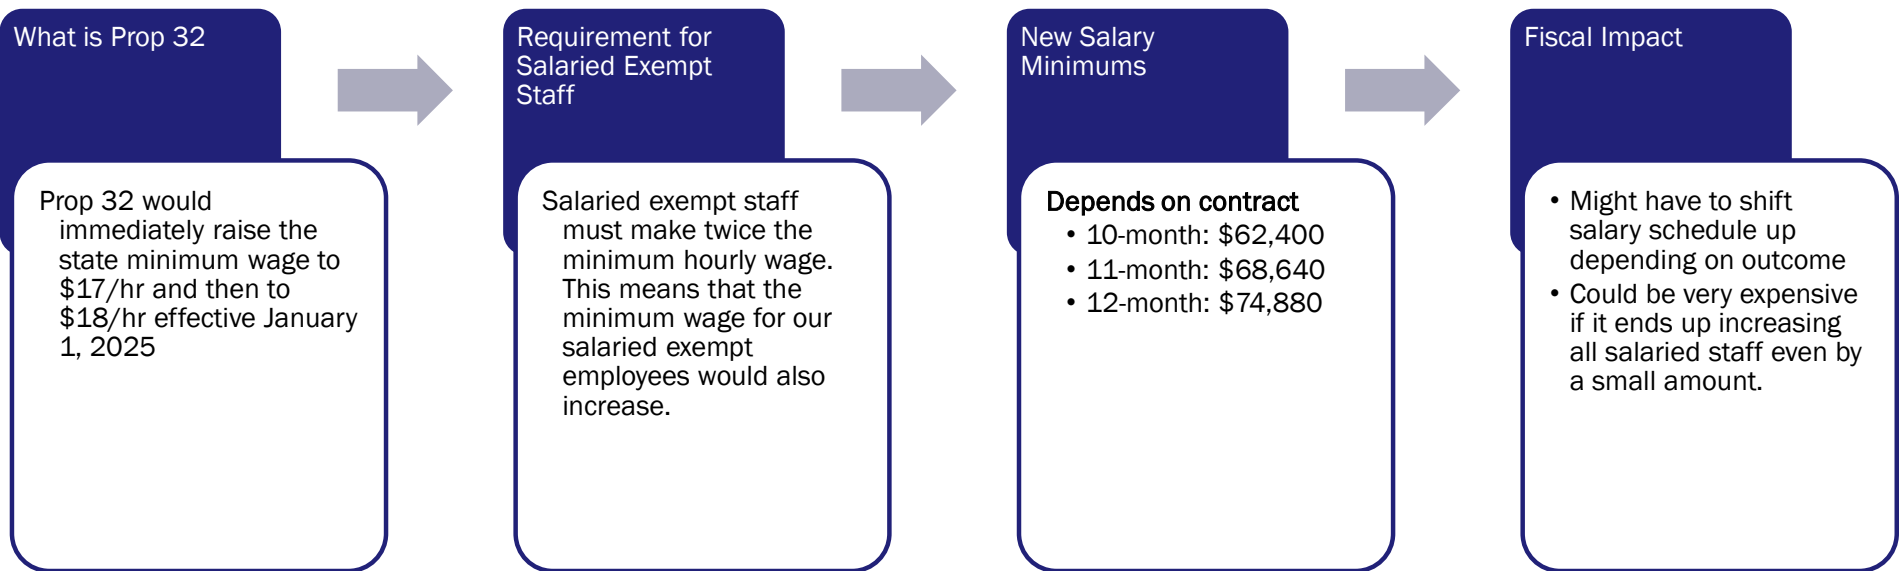 What is Prop 32
Prop 32 would
immediately raise the
state minimum wage to
$17/hr and then to
$18/hr effective January
1, 2025
Requirement for
Salaried Exempt
Staff
Salaried exempt staff
must make twice the
minimum hourly wage.
This means that the
minimum wage for our
salaried exempt
employees would also
increase.
New Salary
Minimums
Depends on contract
• 10-month: $62,400
• 11-month: $68,640
• 12-month: $74,880
Fiscal Impact
• Might have to shift
salary schedule up
depending on outcome
• Could be very expensive
if it ends up increasing
all salaried staff even by
a small amount.